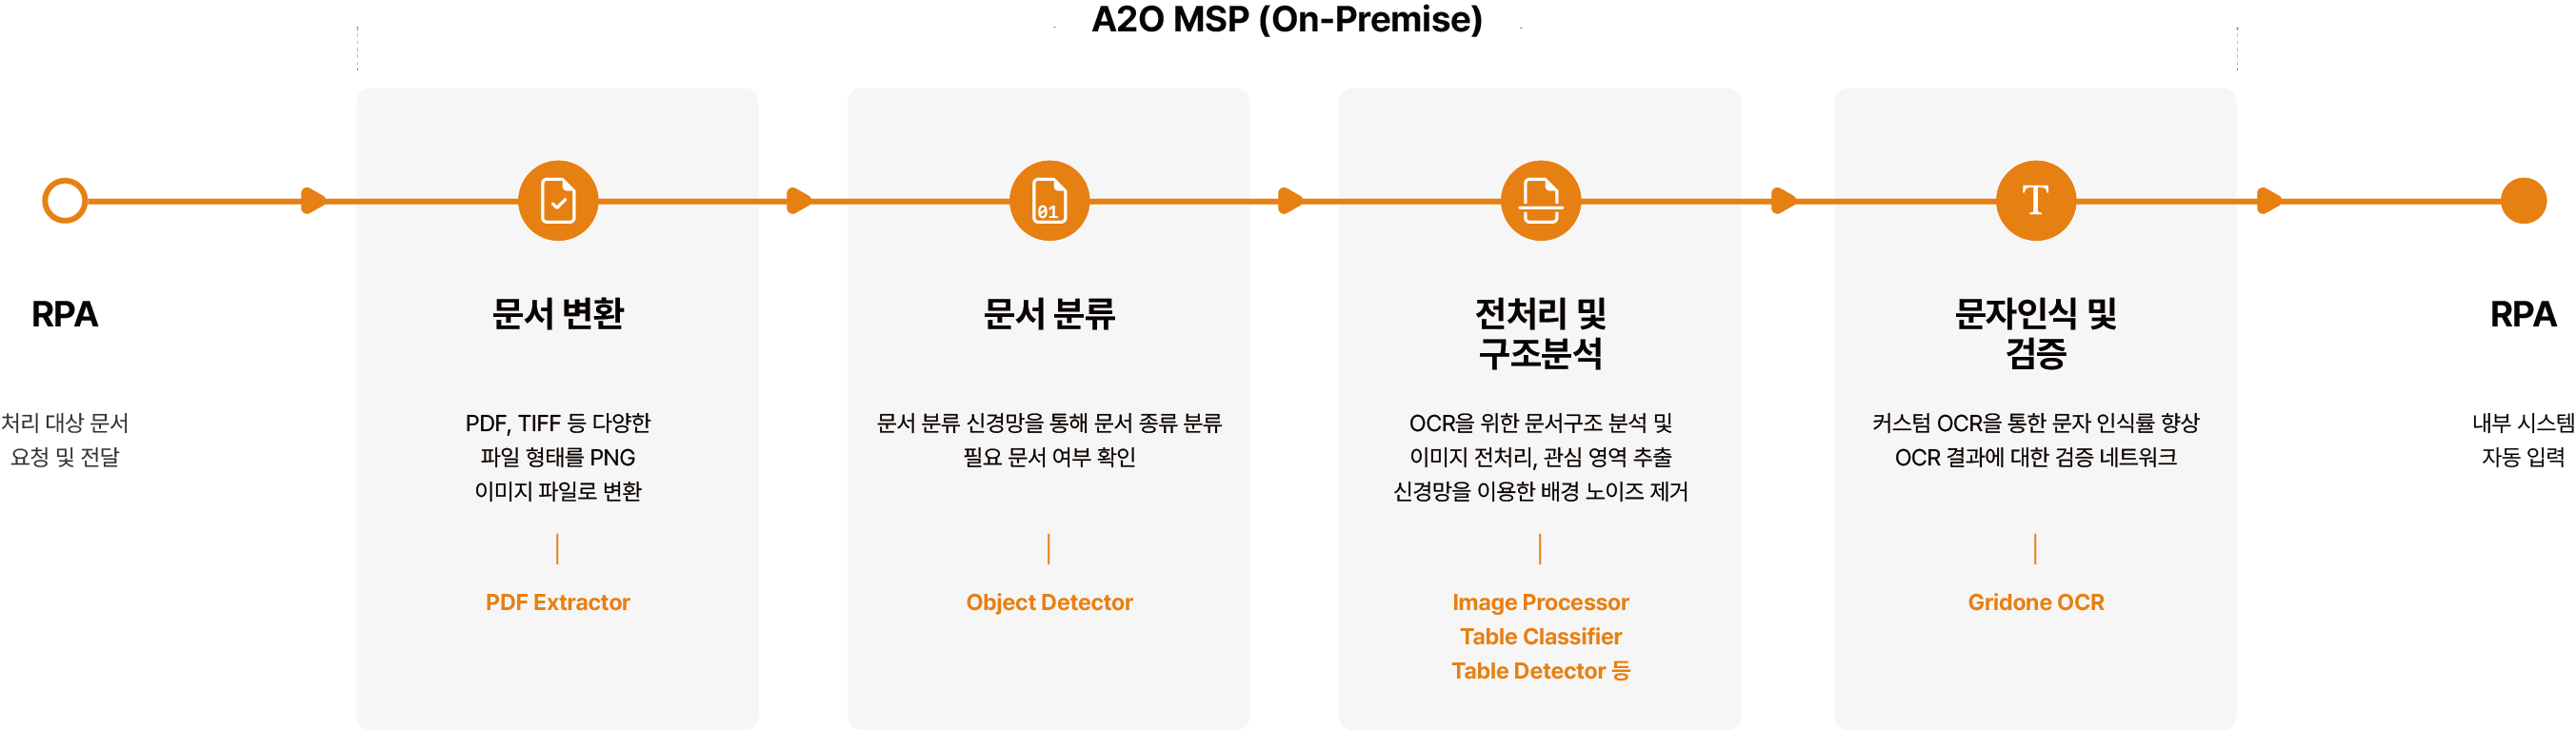 A2O MSP (On-Premise)
RPA
처리 대상 문서
요청 및 전달
01
문서 변환
PDF, TIFF 등 다양한
파일 형태를 PNG
이미지 파일로 변환
PDF Extractor
문서 분류
문서 분류 신경망을 통해 문서 종류 분류
필요 문서 여부 확인
Object Detector
전처리 및
구조분석
OCR을 위한 문서구조 분석 및
이미지 전처리, 관심 영역 추출
신경망을 이용한 배경 노이즈 제거
Image Processor
Table Classifier
Table Detector 등
T
문자인식 및
검증
커스텀 OCR을 통한 문자 인식률 향상
OCR 결과에 대한 검증 네트워크
Gridone OCR
RPA
내부 시스템
자동 입력